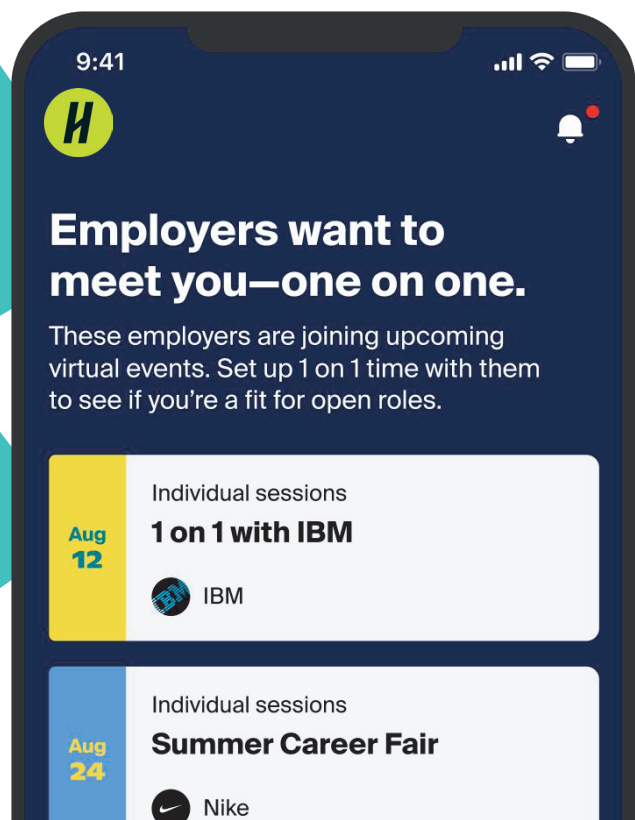 9:41
H
Employers want to
meet you—one on one.
These employers are joining upcoming
virtual events. Set up 1 on 1 time with them
to see if you're a fit for open roles.
Individual sessions
Aug
12
1 on 1 with IBM
IBM
IBM
Individual sessions
Aug
24
Summer Career Fair
Nike